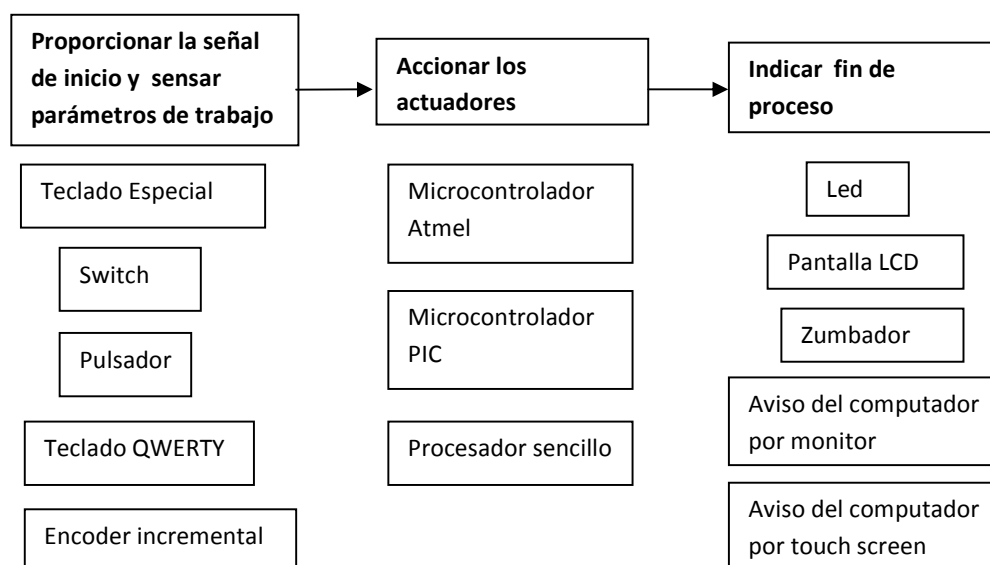 Proporcionar la señal
de inicio y sensar
parámetros de trabajo
Accionar los
actuadores
Indicar fin de
proceso
Teclado Especial
Switch
Pulsador
Teclado QWERTY
Encoder incremental
Microcontrolador
Atmel
Microcontrolador
PIC
Procesador sencillo
Led
Pantalla LCD
Zumbador
Aviso del computador
por monitor
Aviso del computador
por touch screen